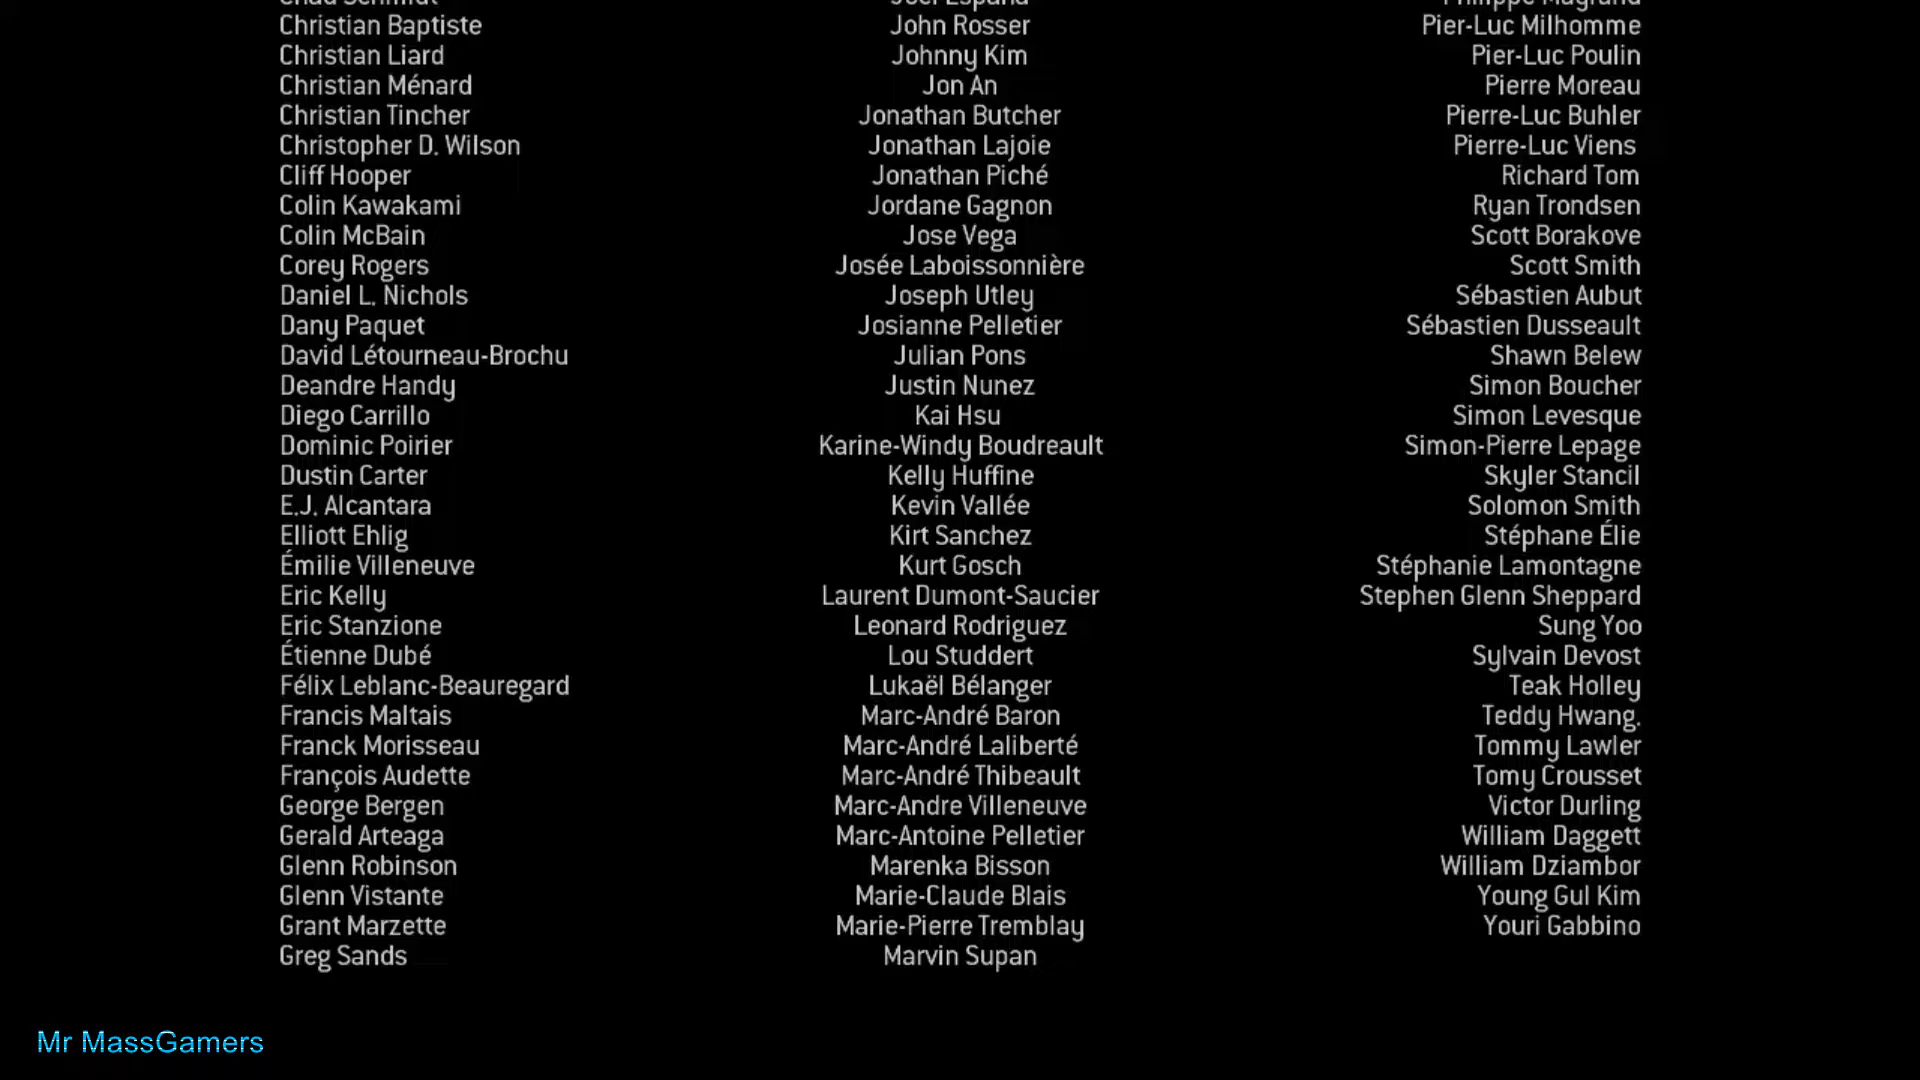 Chad Schmidt
Christian Baptiste
Christian Liard
Christian Ménard
Christian Tincher
Christopher D. Wilson
Cliff Hooper
Colin Kawakami
Colin McBain
Corey Rogers
Daniel L. Nichols
Dany Paquet
David Létourneau-Brochu
Deandre Handy
Diego Carrillo
Dominic Poirier
Dustin Carter
E.J. Alcantara
Elliott Ehlig
Émilie Villeneuve
Eric Kelly
Eric Stanzione
Étienne Dubé
Félix Leblanc-Beauregard
Francis Maltais
Franck Morisseau
François Audette
George Bergen
Gerald Arteaga
Glenn Robinson
Glenn Vistante
Grant Marzette
Greg Sands
Joel España
John Rosser
Johnny Kim
Jon An
Jonathan Butcher
Jonathan Lajoie
Jonathan Piché
Jordane Gagnon
Jose Vega
Josée Laboissonnière
Joseph Utley
Josianne Pelletier
Julian Pons
Justin Nunez
Kai Hsu
Karine-Windy Boudreault
Kelly Huffine
Kevin Vallée
Kirt Sanchez
Kurt Gosch
Laurent Dumont-Saucier
Leonard Rodriguez
Lou Studdert
Lukaël Bélanger
Marc-André Baron
Marc-André Laliberté
Marc-André Thibeault
Marc-Andre Villeneuve
Marc-Antoine Pelletier
Marenka Bisson
Marie-Claude Blais
Marie-Pierre Tremblay
Marvin Supan
Philippe Magrand
Pier-Luc Milhomme
Pier-Luc Poulin
Pierre Moreau
Pierre-Luc Buhler
Pierre-Luc Viens
Richard Tom
Ryan Trondsen
Scott Borakove
Scott Smith
Sébastien Aubut
Sébastien Dusseault
Shawn Belew
Simon Boucher
Simon Levesque
Simon-Pierre Lepage
Skyler Stancil
Solomon Smith
Stéphane Élie
Stéphanie Lamontagne
Stephen Glenn Sheppard
Sung Yoo
Sylvain Devost
Teak Holley
Teddy Hwang.
Tommy Lawler
Tomy Crousset
Victor Durling
William Daggett
William Dziambor
Young Gul Kim
Youri Gabbino
Mr MassGamers